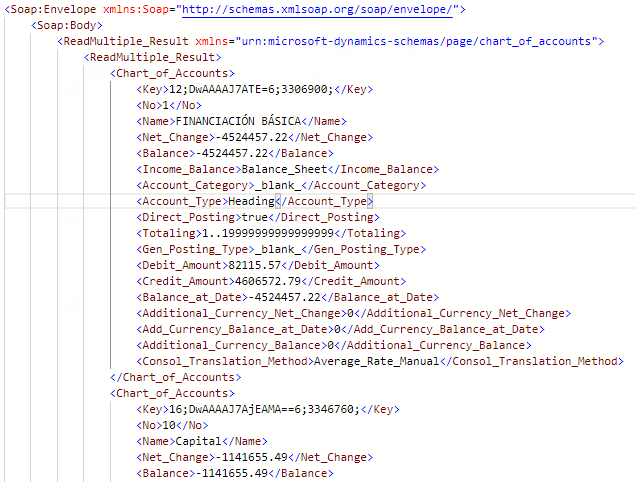 <Soap:Envelope xmlns:Soap="http://schemas.xmlsoap.org/soap/envelope/">
<Soap:Body>
<ReadMultiple_Result xmlns="urn:microsoft-dynamics-schemas/page/chart_of_accounts">
<ReadMultiple_Result>
<Chart_of_Accounts>
<Key>12;DwAAAAJ7ATE=6;3306900;</Key>
<No>1</No>
<Name>FINANCIACIÓN BÁSICA</Name>
<Net_Change>-4524457.22</Net_Change>
<Balance>-4524457.22</Balance>
<Income_Balance>Balance_Sheet</Income_Balance>
<Account_Category>_blank_</Account_Category>
<Account_Type>Heading</Account_Type>
<Direct_Posting>true</Direct_Posting>
<Totaling>1..19999999999999999</Totaling>
<Gen_Posting_Type>_blank_</Gen_Posting_Type>
<Debit_Amount>82115.57</Debit_Amount>
<Credit_Amount>4606572.79</Credit_Amount>
<Balance_at_Date>-4524457.22</Balance_at_Date>
<Additional_Currency_Net_Change>0</Additional_Currency_Net_Change>
<Add_Currency_Balance_at_Date>0</Add_Currency_Balance_at_Date>
<Additional_Currency_Balance>0</Additional_Currency_Balance>
<Consol_Translation_Method>Average_Rate_Manual</Consol_Translation_Method>
</Chart_of_Accounts>
<Chart_of_Accounts>
<Key>16;DwAAAAJ7AjEAMA==6;3346760;</Key>
<No>10</No>
<Name>Capital</Name>
<Net_Change>-1141655.49</Net_Change>
<Balance>-1141655.49</Balance>